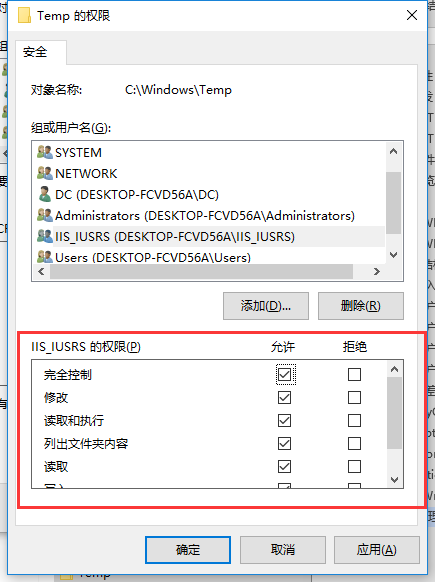 Temp 的权限
安全
对象名称: C:\Windows\Temp
组或用户名(G):
SYSTEM
NETWORK
DC (DESKTOP-FCVD56A\DC)
Administrators (DESKTOP-FCVD56A\Administrators)
IIS_IUSRS (DESKTOP-FCVD56A\IIS_IUSRS)
Users (DESKTOP-FCVD56A\Users)
添加(D)... 删除(R)
IIS_IUSRS 的权限(P) 允许 拒绝
完全控制
修改
读取和执行
列出文件夹内容
读取
确定 取消 应用(A)
Temp